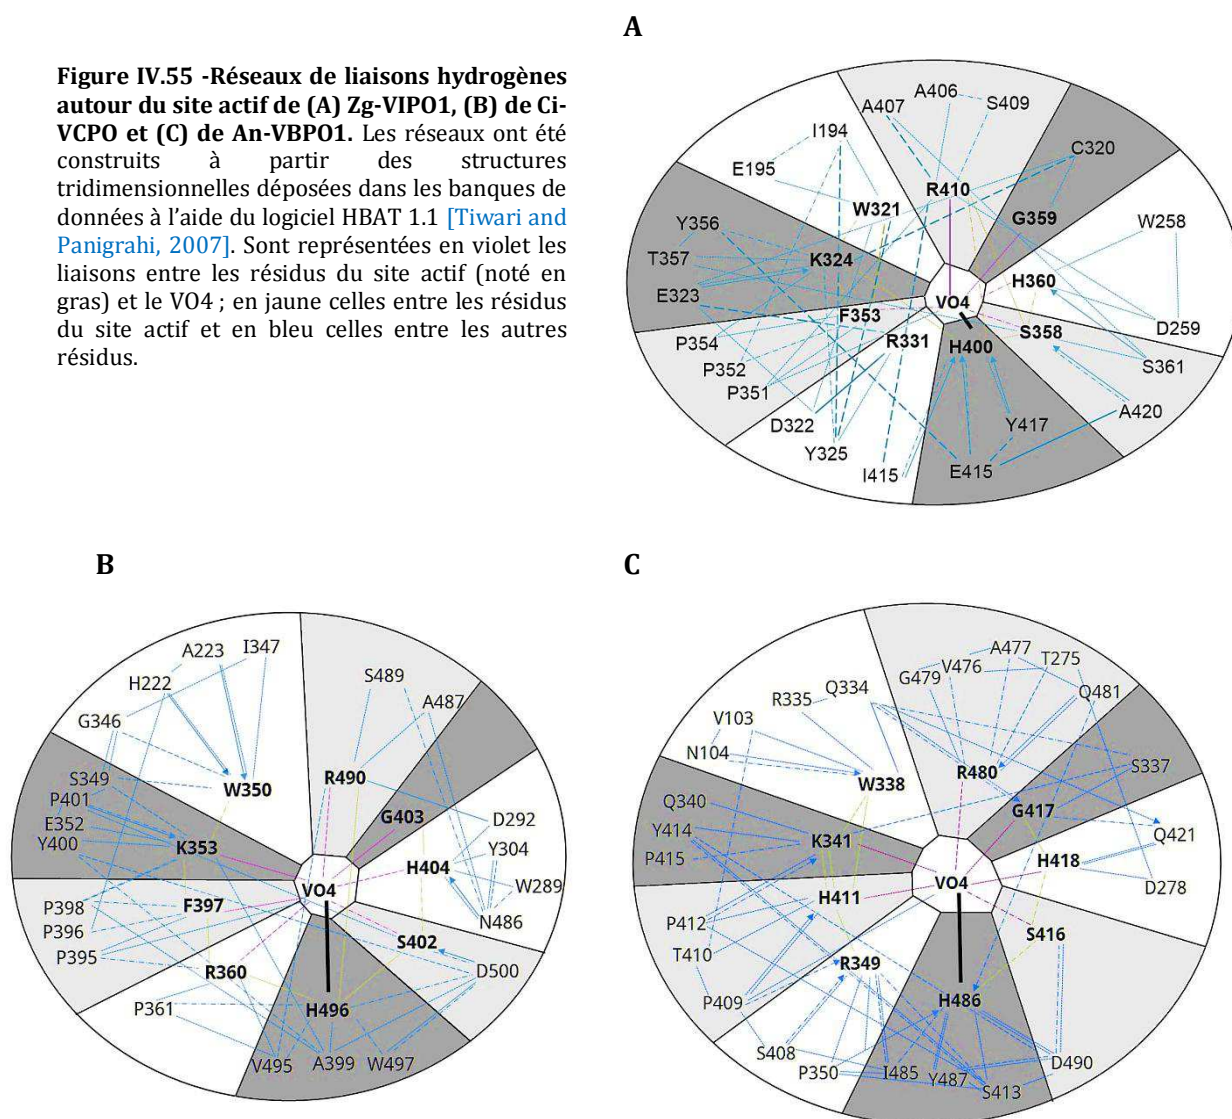 A
Figure IV.55 -Réseaux de liaisons hydrogènes
autour du site actif de (A) Zg-VIPO1, (B) de Ci-
VCPO et (C) de An-VBPO1. Les réseaux ont été
construits à partir des structures
tridimensionnelles déposées dans les banques de
données à l'aide du logiciel HBAT 1.1 [Tiwari and
Panigrahi, 2007]. Sont représentées en violet les
liaisons entre les résidus du site actif (noté en
gras) et le VO4 ; en jaune celles entre les résidus
du site actif et en bleu celles entre les autres
résidus.
A406
A407
S409
I194
C320
E195
R410
W321
G359
Y356
W258
T357
K324
H360
E323
VO4
F353
D259
P354
R331
H400
S358
P352
S361
P351
A420
D322
Y417
Y325
I415
E415
B
C
A223
I347
S489
H222
A487
G346
S349
R490
W350
P401
G403
E352
D292
Y400
K353
Y304
H404
VO4
W289
P398
F397
N486
P396
S402
P395
R360
D500
P361
H496
V495
A399
W497
A477
V476
T275
Q334
G479
R335
Q481
V103
N104
S337
R480
W338
Q340
G417
Y414
Q421
K341
P415
H418
VO4
H411
D278
P412
S416
T410
R349
H486
P409
S408
D490
P350
I485
Y487
S413